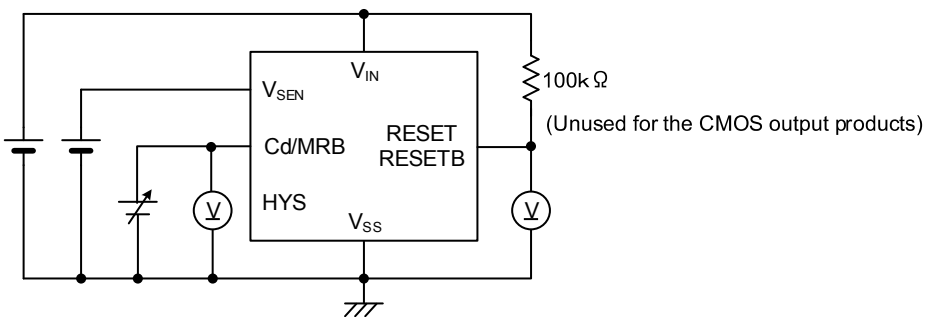 V_IN
100kΩ
V_SEN
(Unused for the CMOS output products)
RESET
Cd/MRB
RESETB
V
HYS
V
V_SS